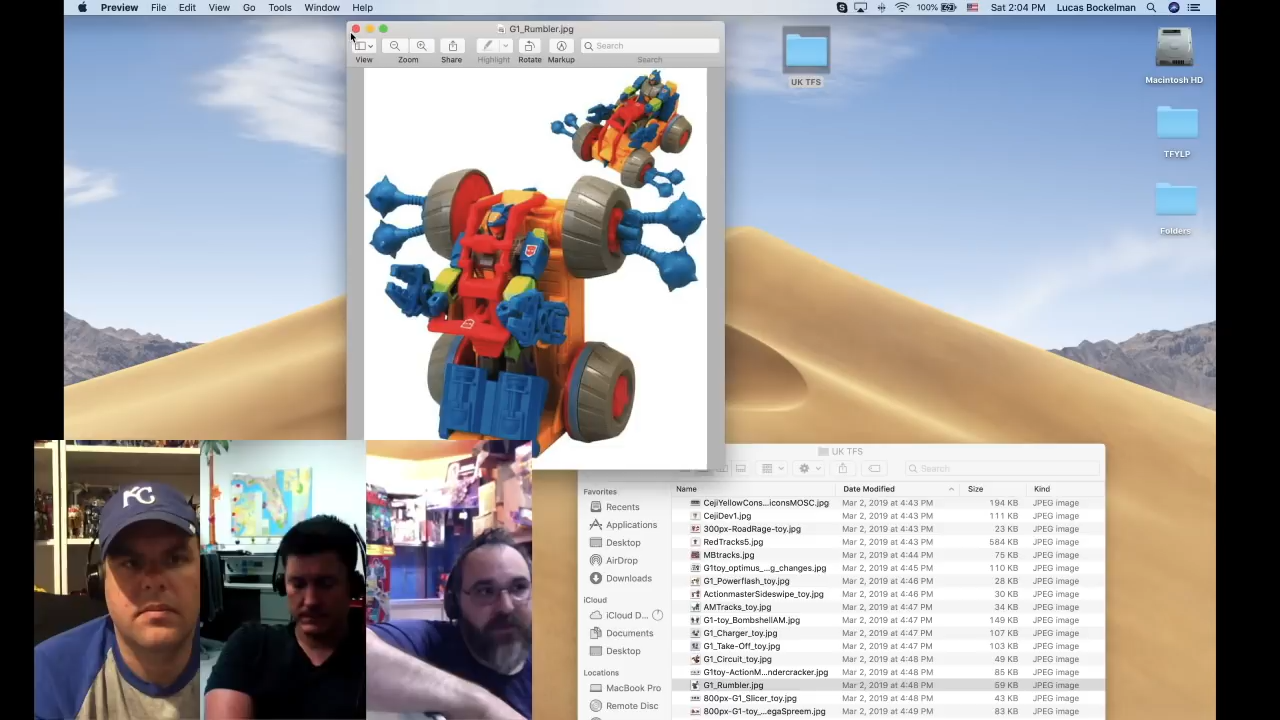 Preview File Edit View Go Tools Window Help
100% Sat 2:04 PM Lucas Bockelman
G1_Rumbler.jpg
Search
View Zoom Share Highlight Rotate Markup Search
UK TFS
Macintosh HD
TFYLP
Folders
KC
UK TFS
Search
Favorites
Recents
Applications
Desktop
AirDrop
Downloads
iCloud
iCloud D...
Documents
Desktop
Locations
MacBook Pro
Remote Disc
Name Date Modified Size Kind
CejiYellowCons...iconsMOSC.jpg Mar 2, 2019 at 4:43 PM 194 KB JPEG image
CejiDev1.jpg Mar 2, 2019 at 4:43 PM 111 KB JPEG image
300px-RoadRage-toy.jpg Mar 2, 2019 at 4:43 PM 23 KB JPEG image
RedTracks5.jpg Mar 2, 2019 at 4:43 PM 584 KB JPEG image
MBtracks.jpg Mar 2, 2019 at 4:44 PM 75 KB JPEG image
G1toy_optimus_...g_changes.jpg Mar 2, 2019 at 4:45 PM 110 KB JPEG image
G1_Powerflash_toy.jpg Mar 2, 2019 at 4:46 PM 28 KB JPEG image
ActionmasterSideswipe_toy.jpg Mar 2, 2019 at 4:46 PM 30 KB JPEG image
AMTracks_toy.jpg Mar 2, 2019 at 4:47 PM 34 KB JPEG image
G1-toy_BombshellAM.jpg Mar 2, 2019 at 4:47 PM 149 KB JPEG image
G1_Charger_toy.jpg Mar 2, 2019 at 4:47 PM 107 KB JPEG image
G1_Take-Off_toy.jpg Mar 2, 2019 at 4:47 PM 103 KB JPEG image
G1_Circuit_toy.jpg Mar 2, 2019 at 4:48 PM 49 KB JPEG image
G1toy-ActionM...ndercracker.jpg Mar 2, 2019 at 4:48 PM 85 KB JPEG image
G1_Rumbler.jpg Mar 2, 2019 at 4:48 PM 59 KB JPEG image
800px-G1_Slicer_toy.jpg Mar 2, 2019 at 4:48 PM 43 KB JPEG image
800px-G1-toy_...egaSpreem.jpg Mar 2, 2019 at 4:49 PM 83 KB JPEG image